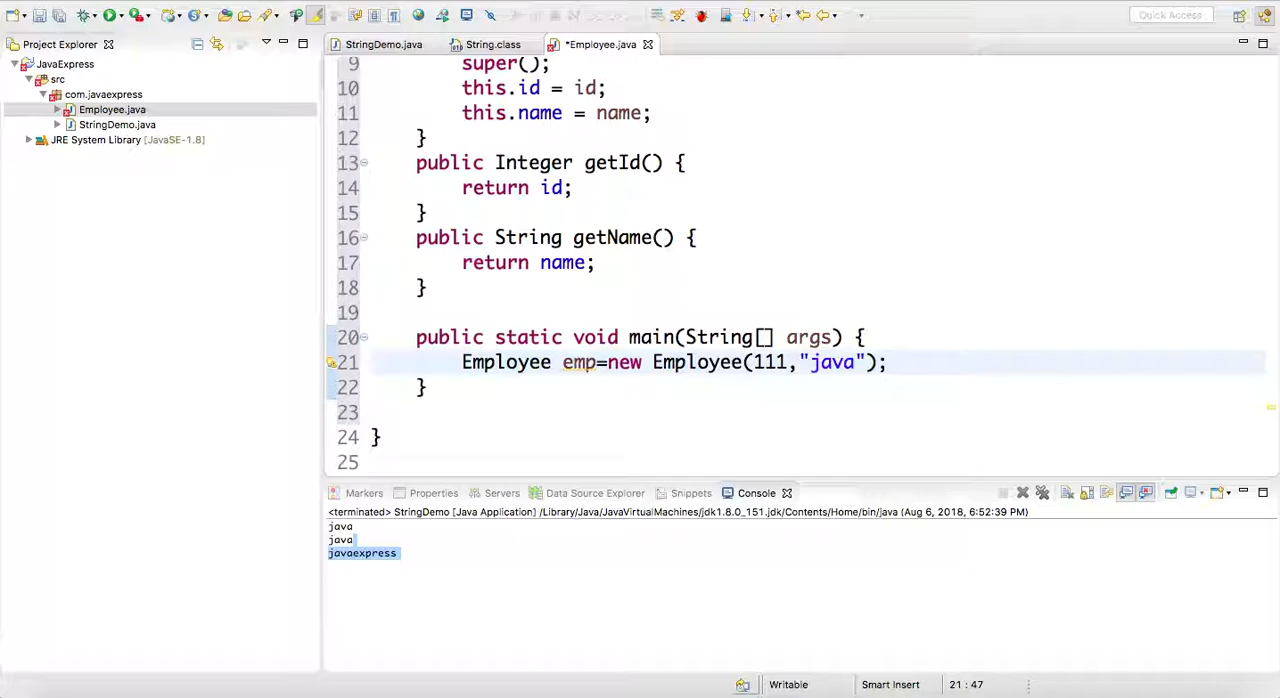 Quick Access
Project Explorer
StringDemo.java
String.class
*Employee.java
JavaExpress
src
com.javaexpress
Employee.java
StringDemo.java
JRE System Library [JavaSE-1.8]
9 super();
10 this.id = id;
11 this.name = name;
12 }
13 public Integer getId() {
14 return id;
15 }
16 public String getName() {
17 return name;
18 }
19
20 public static void main(String[] args) {
21 Employee emp=new Employee(111,"java");
22 }
23
24 }
25
Markers Properties Servers Data Source Explorer Snippets Console
<terminated> StringDemo [Java Application] /Library/Java/JavaVirtualMachines/jdk1.8.0_151.jdk/Contents/Home/bin/java (Aug 6, 2018, 6:52:39 PM)
java
java
javaexpress
Writable Smart Insert 21 : 47